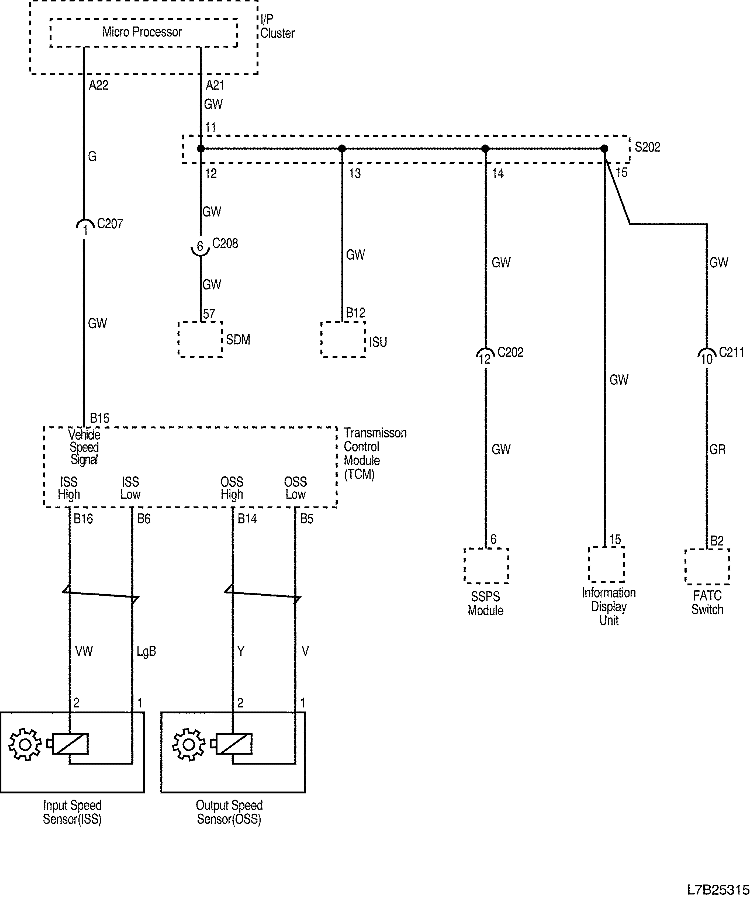 I/P
Cluster
Micro Processor
A22
A21
GW
11
S202
12
13
14
15
G
GW
C207
1
C208
6
GW
GW
GW
GW
57
B12
SDM
ISU
GW
C202
12
C211
10
GW
GW
GR
B15
Vehicle
Speed
Signal
Transmisson
Control
Module
(TCM)
ISS
High
ISS
Low
OSS
High
OSS
Low
B16
B6
B14
B5
6
15
B2
SSPS
Module
Information
Display
Unit
FATC
Switch
VW
LgB
Y
V
2
1
2
1
Input Speed
Sensor(ISS)
Output Speed
Sensor(OSS)
L7B25315